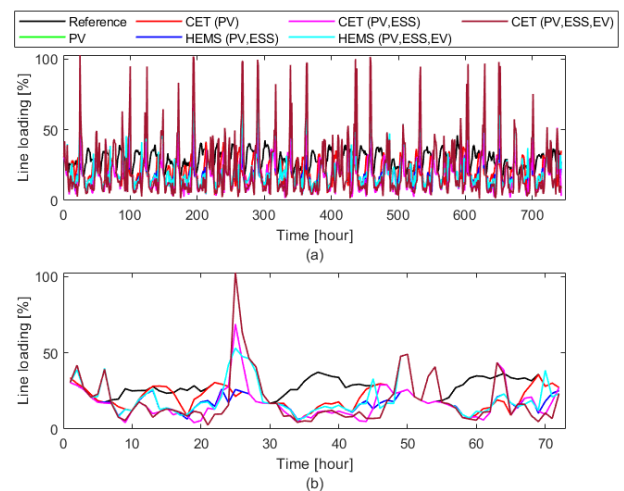 Reference CET (PV) CET (PV,ESS) CET (PV,ESS,EV)
PV HEMS (PV,ESS) HEMS (PV,ESS,EV)
100
50
0
Line loading [%]
0 100 200 300 400 500 600 700
Time [hour]
(a)
100
50
0
Line loading [%]
0 10 20 30 40 50 60 70
Time [hour]
(b)